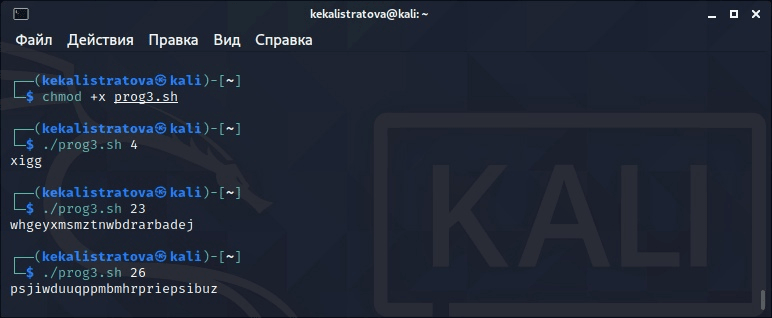 kekalistratova@kali: ~
Файл Действия Правка Вид Справка
┌──(kekalistratova㉿kali)-[~]
└─$ chmod +x prog3.sh
┌──(kekalistratova㉿kali)-[~]
└─$ ./prog3.sh 4
xigg
┌──(kekalistratova㉿kali)-[~]
└─$ ./prog3.sh 23
whgeyxmsmztnwbdrarbadej
┌──(kekalistratova㉿kali)-[~]
└─$ ./prog3.sh 26
psjiwduuqppmbmhrpriepsibuz
KALI